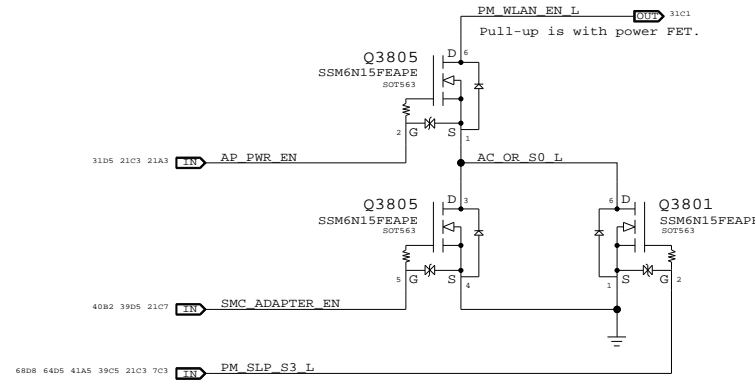 PM_WLAN_EN_L
OUT 31C1
Pull-up is with power FET.
Q3805
SSM6N15FEAPE
SOT563
D 6
2 G S 1
31D5 21C3 21A3 IN AP_PWR_EN
AC_OR_S0_L
Q3805
SSM6N15FEAPE
SOT563
D 3
5 G S 4
6 D
Q3801
SSM6N15FEAPE
SOT563
1 S G 2
40B2 39D5 21C7 IN SMC_ADAPTER_EN
68D8 64D5 41A5 39C5 21C3 7C3 IN PM_SLP_S3_L